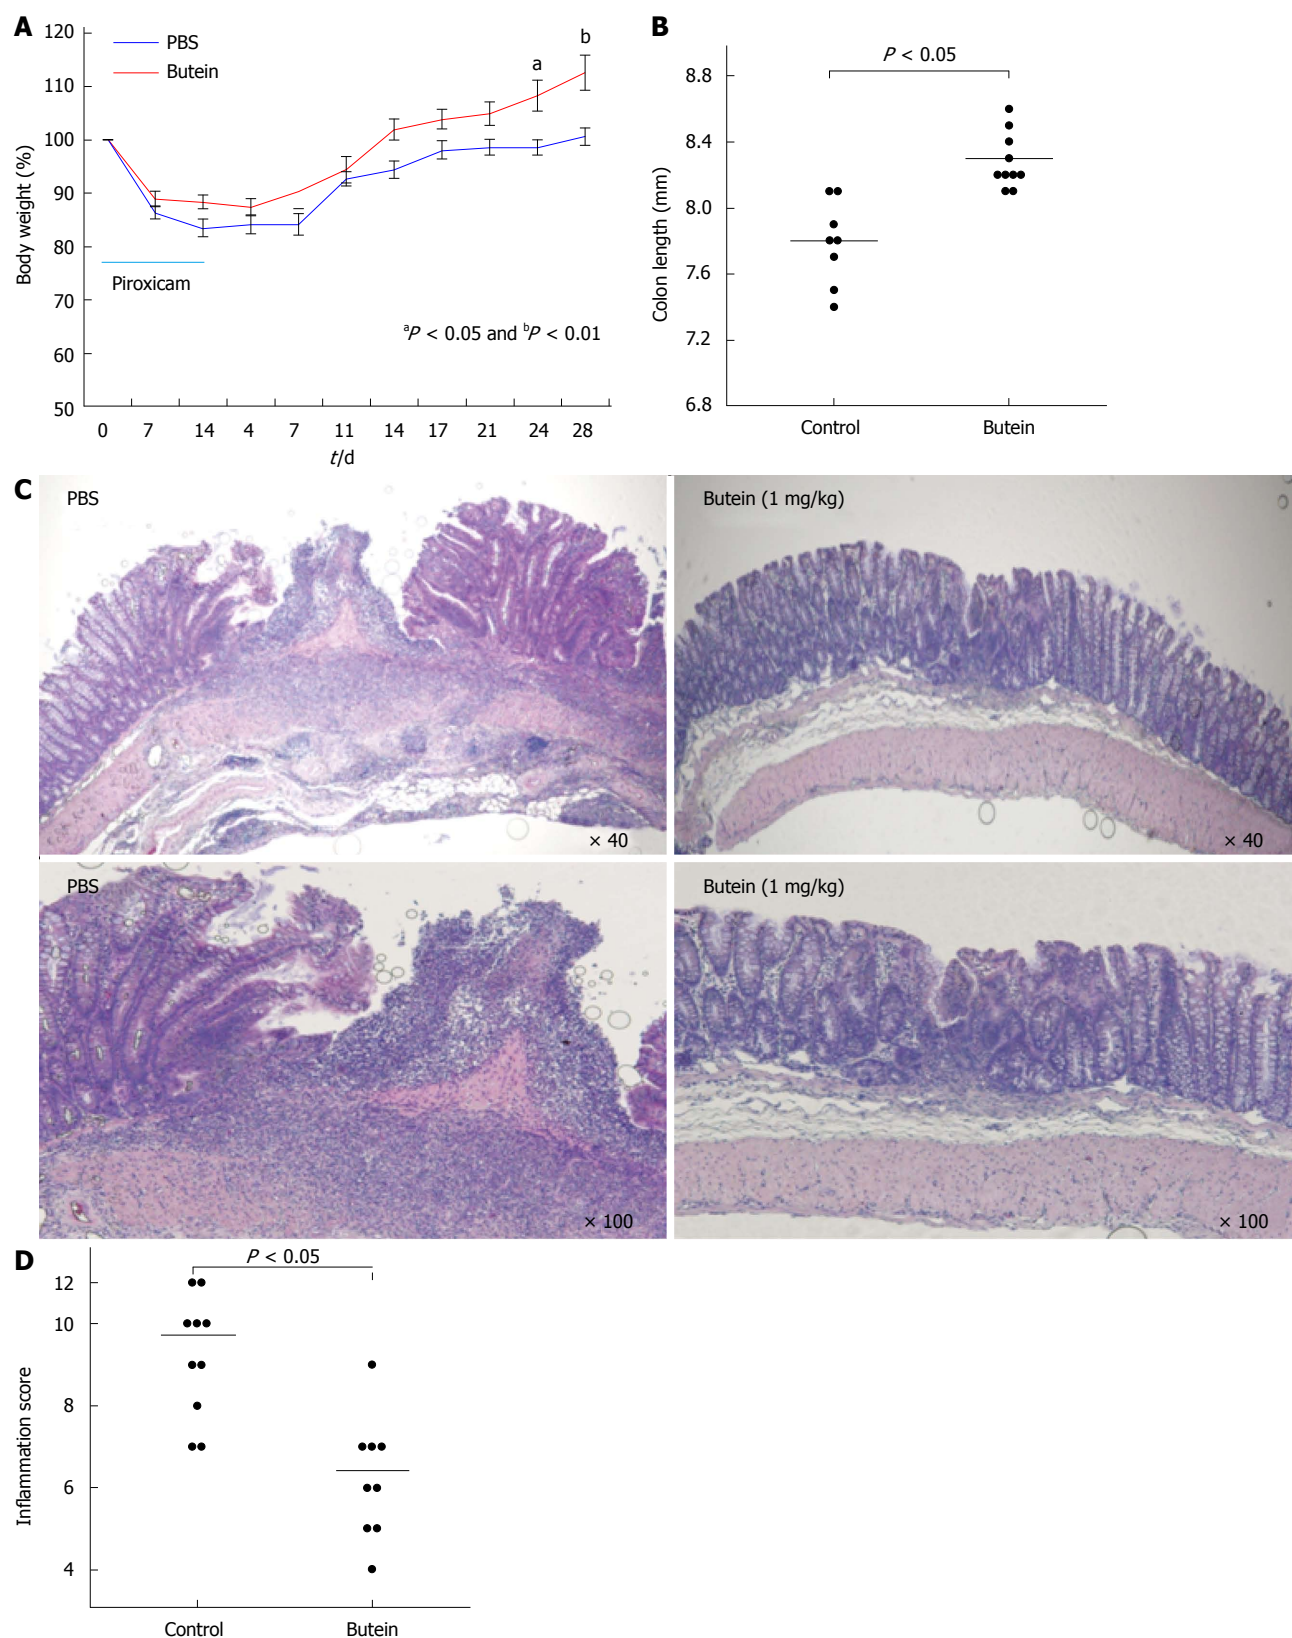 A
120
110
100
90
80
70
60
50
Body weight (%)
PBS
Butein
a
b
Piroxicam
aP < 0.05 and bP < 0.01
0 7 14 4 7 11 14 17 21 24 28
t/d
B
P < 0.05
8.8
8.4
8.0
7.6
7.2
6.8
Colon length (mm)
Control Butein
C
PBS
× 40
Butein (1 mg/kg)
× 40
PBS
× 100
Butein (1 mg/kg)
× 100
D
P < 0.05
12
10
8
6
4
Inflammation score
Control Butein